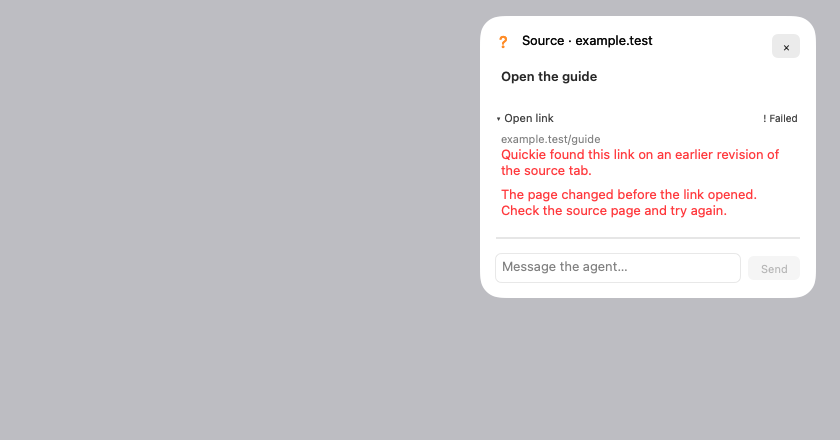 ? Source · example.test
×
Open the guide
▾ Open link ! Failed
example.test/guide
Quickie found this link on an earlier revision of
the source tab.
The page changed before the link opened.
Check the source page and try again.
Message the agent... Send